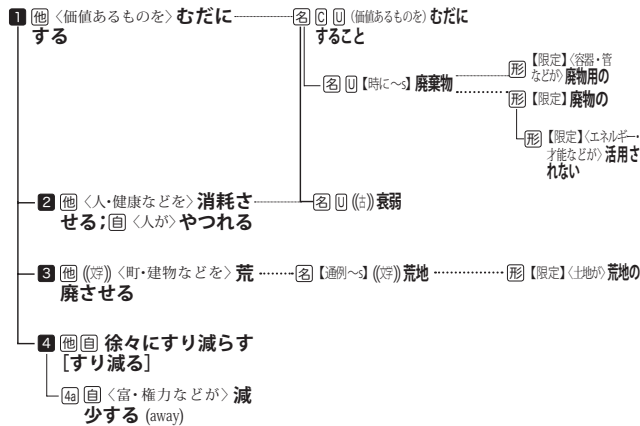 1 他 〈価値あるものを〉 むだに
する
名 C U (価値あるものを) むだに
すること
名 U 【時に~s】 廃棄物
形 【限定】〈容器・管
などが〉 廃物用の
形 【限定】 廃物の
形 【限定】〈エネルギー・
才能などが〉 活用さ
れない
2 他 〈人・健康などを〉 消耗さ
せる;自 〈人が〉 やつれる
名 U ((古)) 衰弱
3 他 ((文学)) 〈町・建物などを〉 荒
廃させる
名 【通例~s】 ((文学)) 荒地
形 【限定】〈土地が〉 荒地の
4 他 自 徐々にすり減らす
[すり減る]
4a 自 〈富・権力などが〉 減
少する (away)